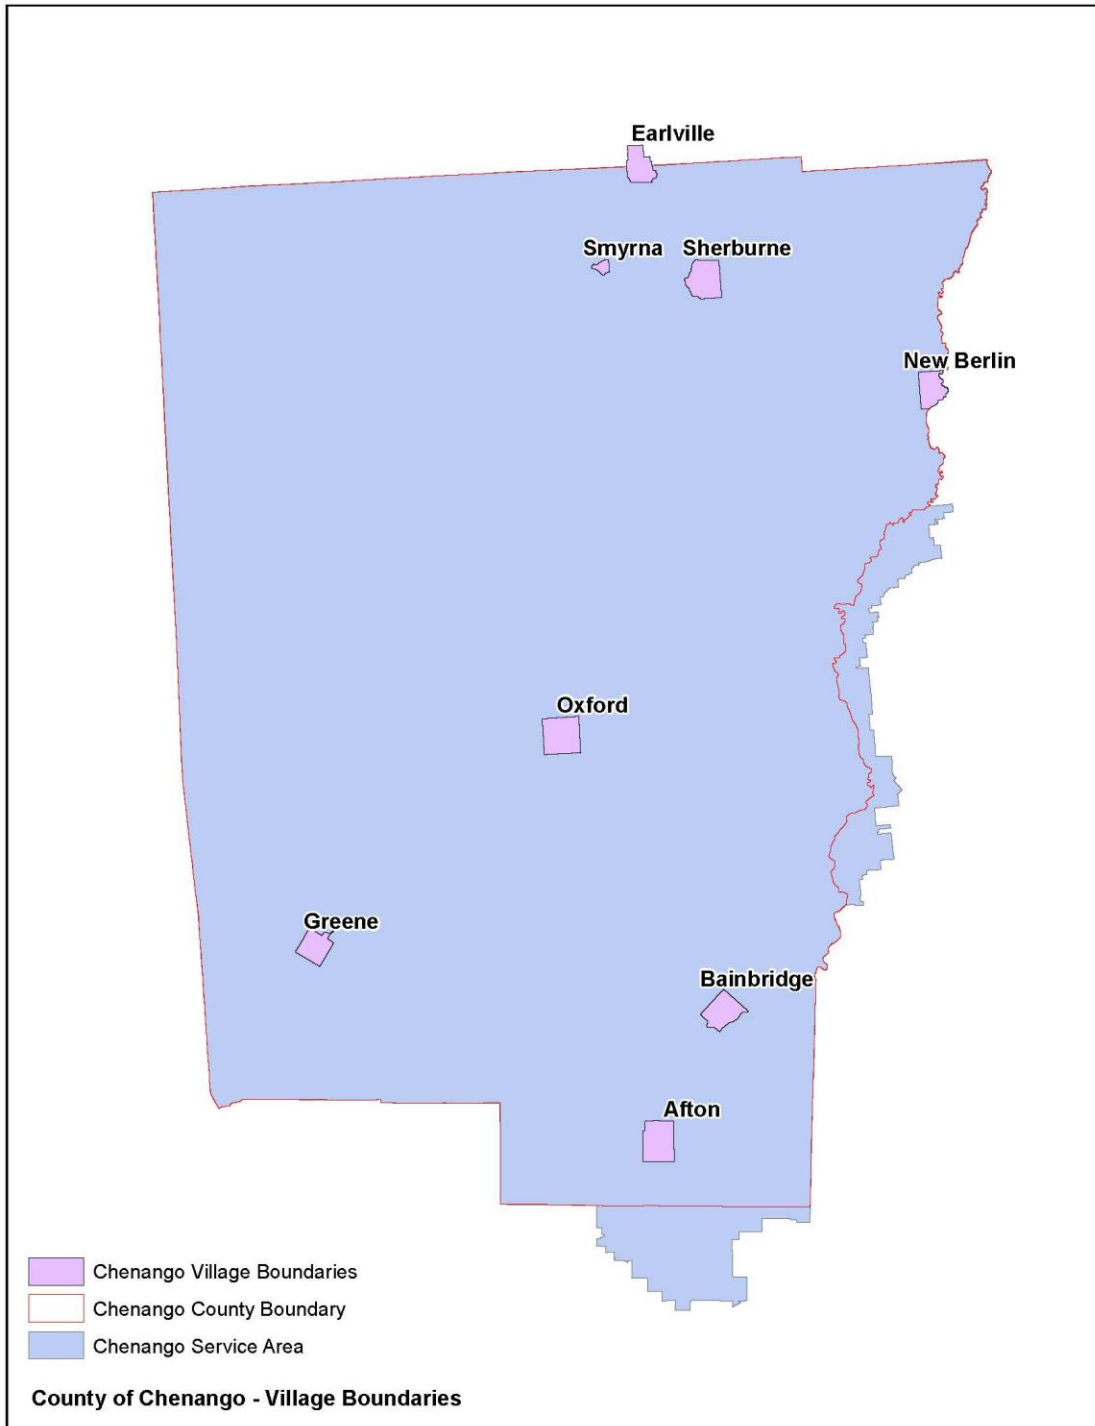 Earlville
Smyrna
Sherburne
New Berlin
Oxford
Greene
Bainbridge
Afton
Chenango Village Boundaries
Chenango County Boundary
Chenango Service Area
County of Chenango - Village Boundaries